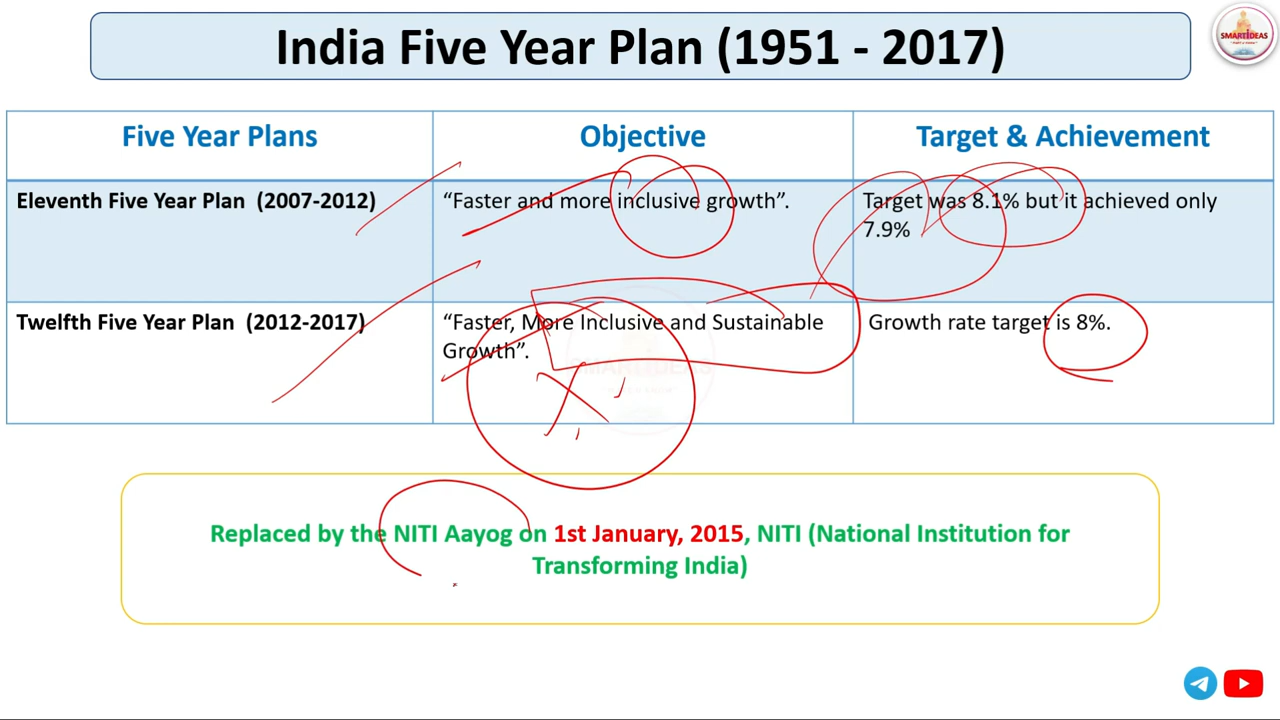 India Five Year Plan (1951 - 2017)
SMARTIDEAS
Five Year Plans
Objective
Target & Achievement
Eleventh Five Year Plan (2007-2012)
“Faster and more inclusive growth”.
Target was 8.1% but it achieved only
7.9%
Twelfth Five Year Plan (2012-2017)
“Faster, More Inclusive and Sustainable
Growth”.
Growth rate target is 8%.
SMARTIDEAS
Replaced by the NITI Aayog on 1st January, 2015, NITI (National Institution for
Transforming India)